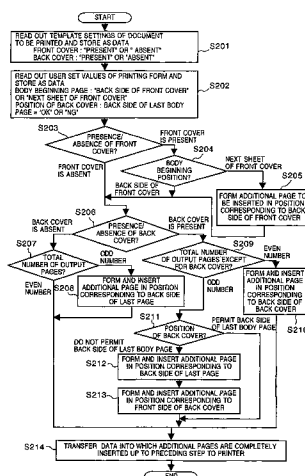 START
READ OUT TEMPLATE SETTINGS OF DOCUMENT
TO BE PRINTED AND STORE AS DATA
FRONT COVER : "PRESENT" OR "ABSENT"
BACK COVER : "PRESENT" OR "ABSENT"
S201
READ OUT USER SET VALUES OF PRINTING FORM AND
STORE AS DATA
BODY BEGINNING PAGE : "BACK SIDE OF FRONT COVER"
OR "NEXT SHEET OF FRONT COVER"
POSITION OF BACK COVER : BACK SIDE OF LAST BODY
PAGE = "OK" OR "NG"
S202
S203
PRESENCE/
ABSENCE OF FRONT
COVER?
FRONT COVER
IS PRESENT
S204
BODY
BEGINNING
POSITION?
NEXT SHEET
OF FRONT COVER
FRONT COVER
IS ABSENT
BACK SIDE OF
FRONT COVER
S205
FORM ADDITIONAL PAGE TO
BE INSERTED IN POSITION
CORRESPONDING TO BACK
SIDE OF FRONT COVER
S206
PRESENCE/
ABSENCE OF BACK
COVER?
BACK COVER
IS ABSENT
BACK COVER
IS PRESENT
S207
TOTAL
NUMBER OF OUTPUT
PAGES?
ODD
NUMBER
EVEN
NUMBER
S208
FORM AND INSERT
ADDITIONAL PAGE IN POSITION
CORRESPONDING TO BACK SIDE
OF LAST PAGE
S209
TOTAL NUMBER
OF OUTPUT PAGES EXCEPT
FOR BACK COVER?
EVEN
NUMBER
ODD
NUMBER
FORM AND INSERT
ADDITIONAL PAGE
IN POSITION
CORRESPONDING
TO BACK SIDE OF
BACK COVER
S210
S211
POSITION
OF BACK COVER?
PERMIT BACK SIDE
OF LAST BODY PAGE
DO NOT PERMIT
BACK SIDE OF LAST BODY PAGE
S212
FORM AND INSERT ADDITIONAL PAGE
IN POSITION CORRESPONDING TO
BACK SIDE OF LAST PAGE
S213
FORM AND INSERT ADDITIONAL PAGE
IN POSITION CORRESPONDING TO
FRONT SIDE OF BACK COVER
S214
TRANSFER DATA INTO WHICH ADDITIONAL PAGES ARE COMPLETELY
INSERTED UP TO PRECEDING STEP TO PRINTER
END